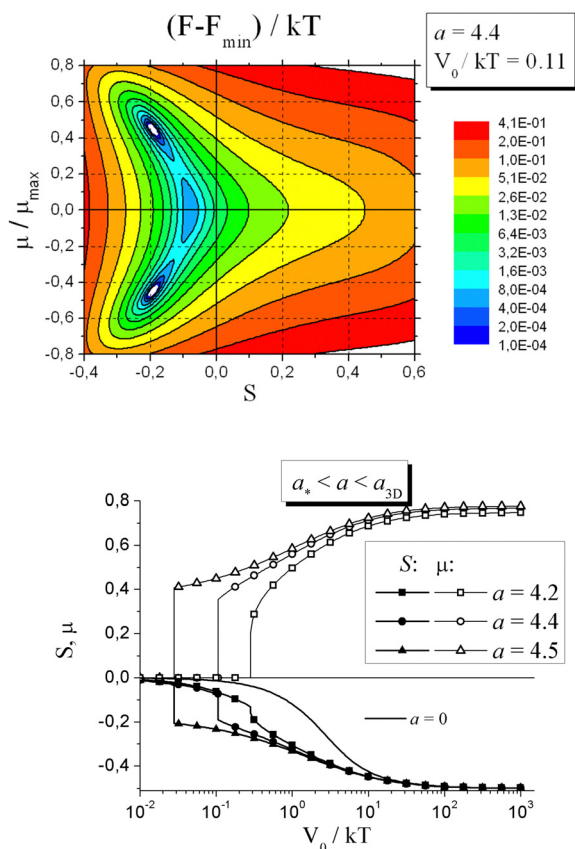 (F-F_min) / kT
a = 4.4
V_0 / kT = 0.11
μ / μ_max
0,8
0,6
0,4
0,2
0,0
-0,2
-0,4
-0,6
-0,8
-0,4 -0,2 0,0 0,2 0,4 0,6
S
4,1E-01
2,0E-01
1,0E-01
5,1E-02
2,6E-02
1,3E-02
6,4E-03
3,2E-03
1,6E-03
8,0E-04
4,0E-04
2,0E-04
1,0E-04
a_* < a < a_3D
S, μ
0,8
0,6
0,4
0,2
0,0
-0,2
-0,4
S: μ:
a = 4.2
a = 4.4
a = 4.5
a = 0
10^-2 10^-1 10^0 10^1 10^2 10^3
V_0 / kT